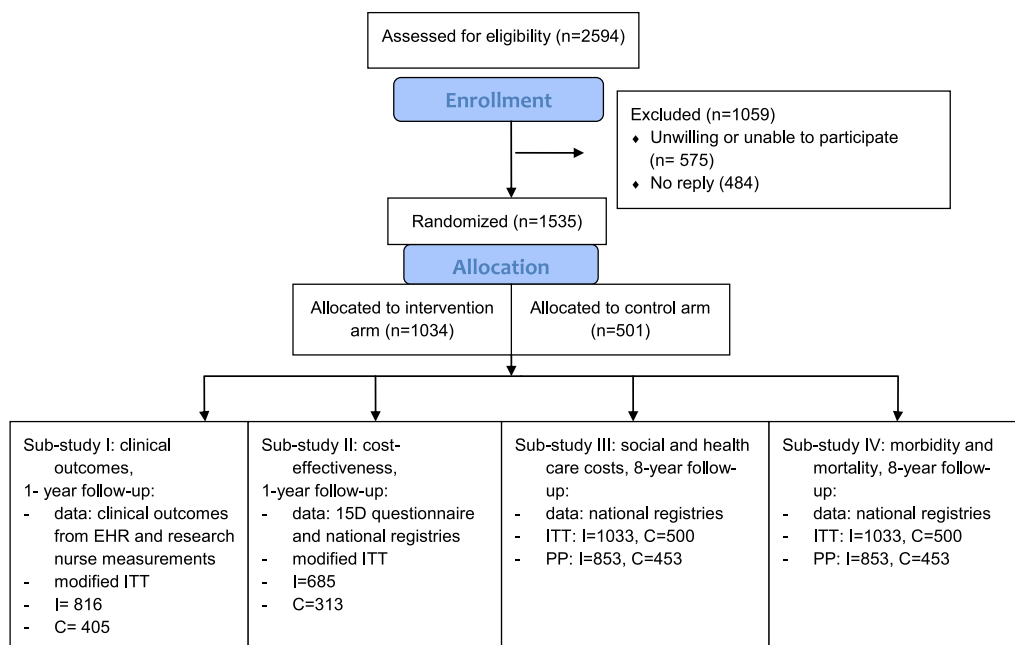 Assessed for eligibility (n=2594)
Enrollment
Excluded (n=1059)
♦ Unwilling or unable to participate
(n= 575)
♦ No reply (484)
Randomized (n=1535)
Allocation
Allocated to intervention
arm (n=1034)
Allocated to control arm
(n=501)
Sub-study I: clinical
outcomes,
1- year follow-up:
- data: clinical outcomes
from EHR and research
nurse measurements
- modified ITT
- I= 816
- C= 405
Sub-study II: cost-
effectiveness,
1-year follow-up:
- data: 15D questionnaire
and national registries
- modified ITT
- I=685
- C=313
Sub-study III: social and health
care costs, 8-year follow-
up:
- data: national registries
- ITT: I=1033, C=500
- PP: I=853, C=453
Sub-study IV: morbidity and
mortality, 8-year follow-
up:
- data: national registries
- ITT: I=1033, C=500
- PP: I=853, C=453